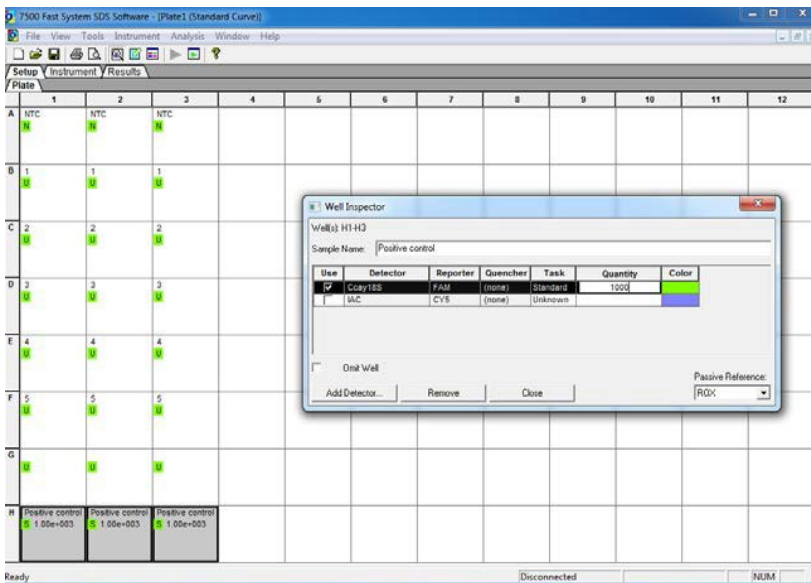 7500 Fast System SDS Software - [Plate1 (Standard Curve)]
File View Tools Instrument Analysis Window Help
Setup Instrument Results
Plate
1 2 3 4 5 6 7 8 9 10 11 12
A NTC NTC NTC
N N N
B 1 1 1
U U U
Well Inspector
C 2 2 2
U U U
Well(s): H1-H3
Sample Name: Positive control
Use Detector Reporter Quencher Task Quantity Color
D 3 3 3
U U U
Ccay18S FAM (none) Standard 1000
IAC CY5 (none) Unknown
E 4 4 4
U U U
Omit Well
Passive Reference:
Add Detector... Remove Close ROX
F 5 5 5
U U U
G
U U U
H Positive control Positive control Positive control
S 1.00e+003 S 1.00e+003 S 1.00e+003
Ready Disconnected NUM